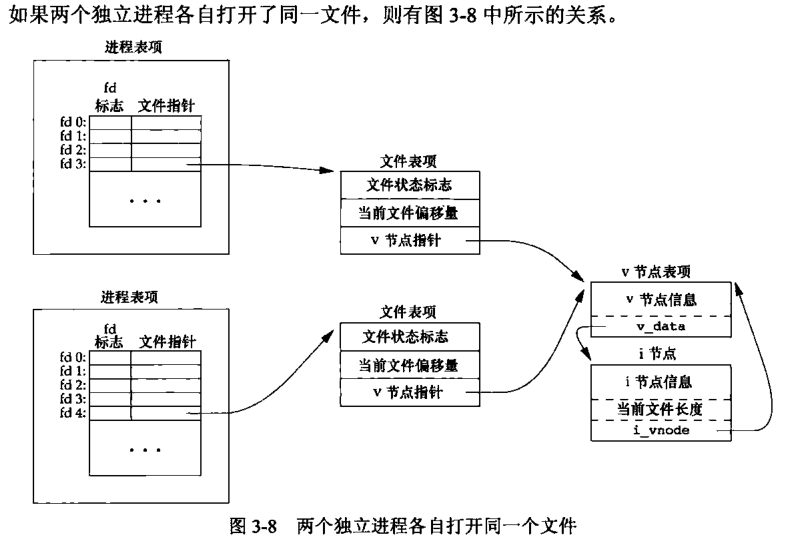 如果两个独立进程各自打开了同一文件，则有图 3-8 中所示的关系。
进程表项
fd
标志 文件指针
fd 0:
fd 1:
fd 2:
fd 3:
• • •
文件表项
文件状态标志
当前文件偏移量
v 节点指针
v 节点表项
v 节点信息
v_data
i 节点
i 节点信息
当前文件长度
i_vnode
进程表项
fd
标志 文件指针
fd 0:
fd 1:
fd 2:
fd 3:
fd 4:
• • •
文件表项
文件状态标志
当前文件偏移量
v 节点指针
图 3-8 两个独立进程各自打开同一个文件